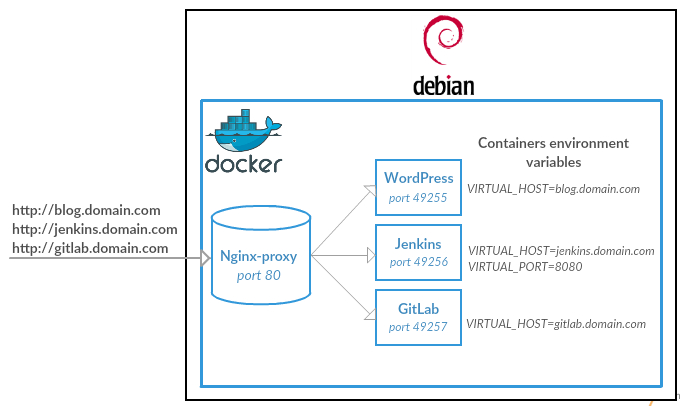 debian
docker
Containers environment
variables
WordPress
port 49255
VIRTUAL_HOST=blog.domain.com
http://blog.domain.com
http://jenkins.domain.com
http://gitlab.domain.com
Nginx-proxy
port 80
Jenkins
port 49256
VIRTUAL_HOST=jenkins.domain.com
VIRTUAL_PORT=8080
GitLab
port 49257
VIRTUAL_HOST=gitlab.domain.com